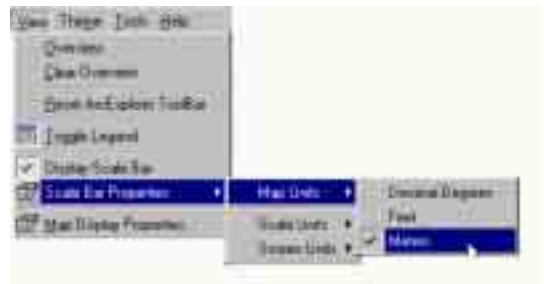 View Theme Tools Help
Overview
Clear Overview
Reset ArcExplorer ToolBar
Toggle Legend
Display Scale Bar
Scale Bar Properties
Map Units
Decimal Degrees
Feet
Map Display Properties
Scale Units
Meters
Screen Units